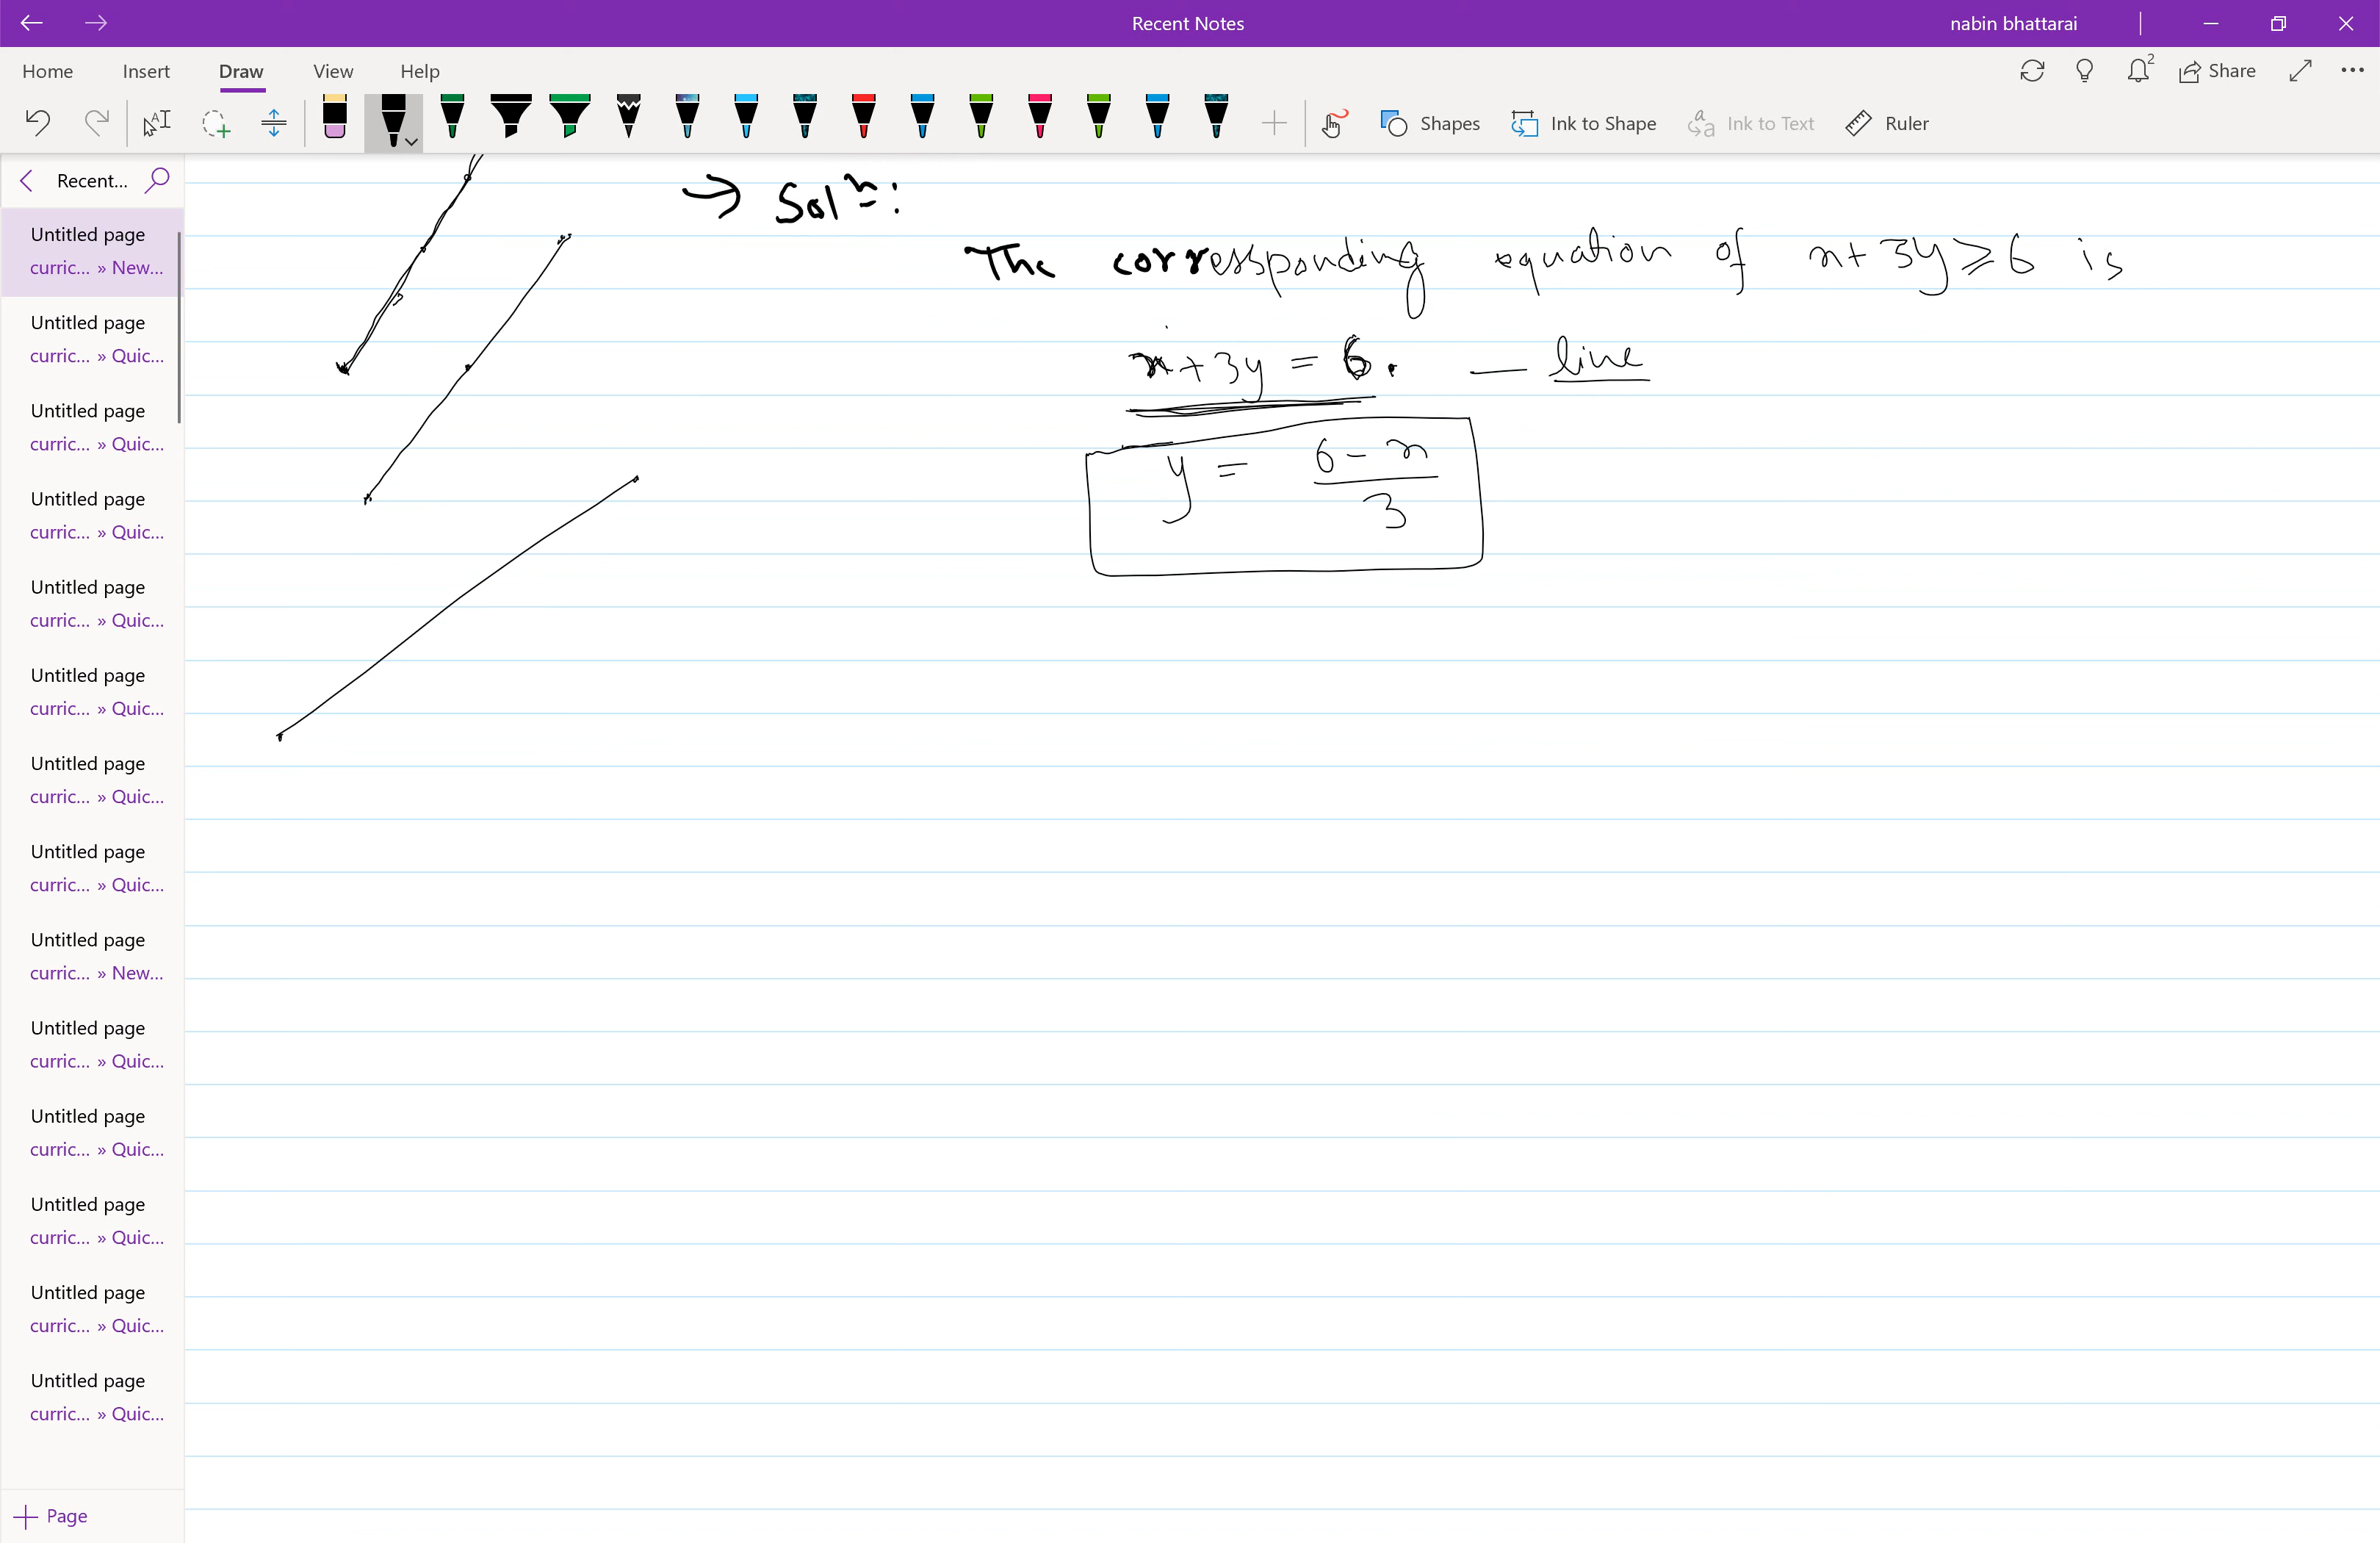 Recent Notes
nabin bhattarai
Home Insert Draw View Help
2 Share
Shapes Ink to Shape Ink to Text Ruler
Recent...
Untitled page
curric... » New...
Untitled page
curric... » Quic...
Untitled page
curric... » Quic...
Untitled page
curric... » Quic...
Untitled page
curric... » Quic...
Untitled page
curric... » Quic...
Untitled page
curric... » Quic...
Untitled page
curric... » Quic...
Untitled page
curric... » New...
Untitled page
curric... » Quic...
Untitled page
curric... » Quic...
Untitled page
curric... » Quic...
Untitled page
curric... » Quic...
Untitled page
curric... » Quic...
Page
→ Solⁿ:
The corresponding equation of x+3y≥6 is
x+3y = 6. — line
y = 6-x
3